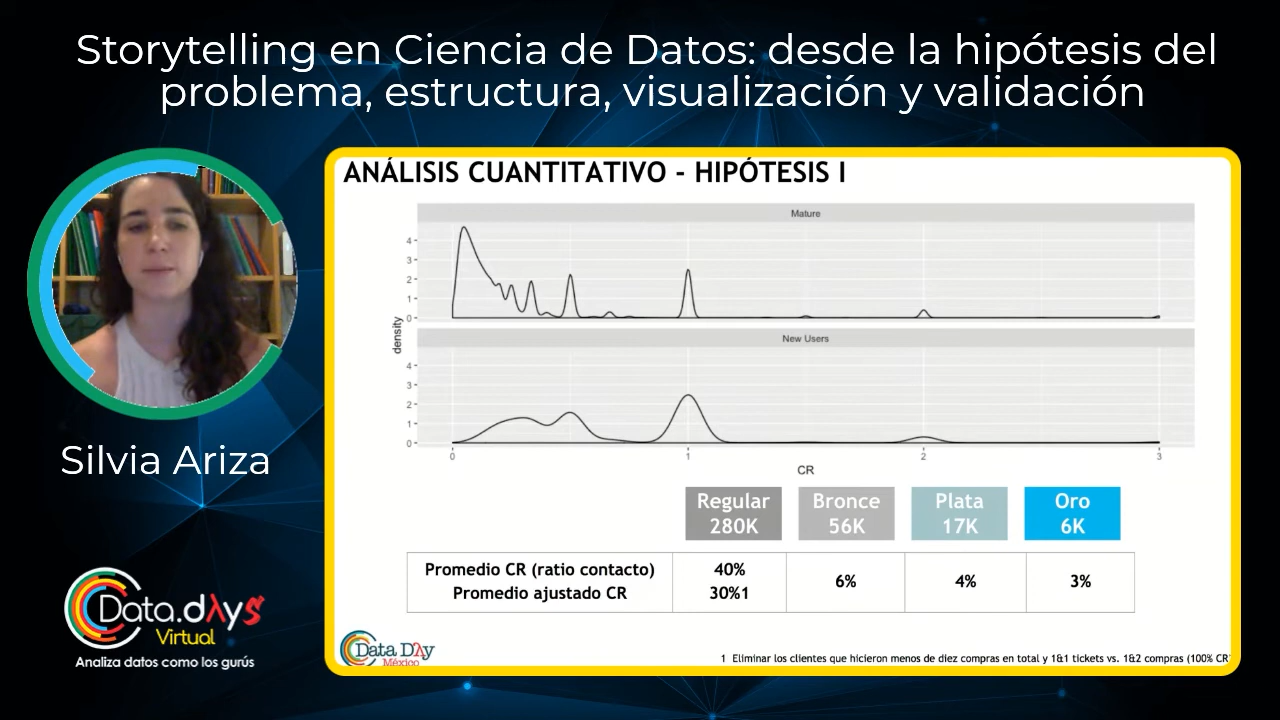 Storytelling en Ciencia de Datos: desde la hipótesis del
problema, estructura, visualización y validación
ANÁLISIS CUANTITATIVO - HIPÓTESIS I
Mature
4
3
2
1
0
density
New Users
4
3
2
1
0
0 1 2 3
CR
Silvia Ariza
Regular Bronce Plata Oro
280K 56K 17K 6K
Promedio CR (ratio contacto) 40%
Promedio ajustado CR 30%1
6% 4% 3%
Data.dAys
Virtual
Analiza datos como los gurús
Data DAy
México
1 Eliminar los clientes que hicieron menos de diez compras en total y 1&1 tickets vs. 1&2 compras (100% CR